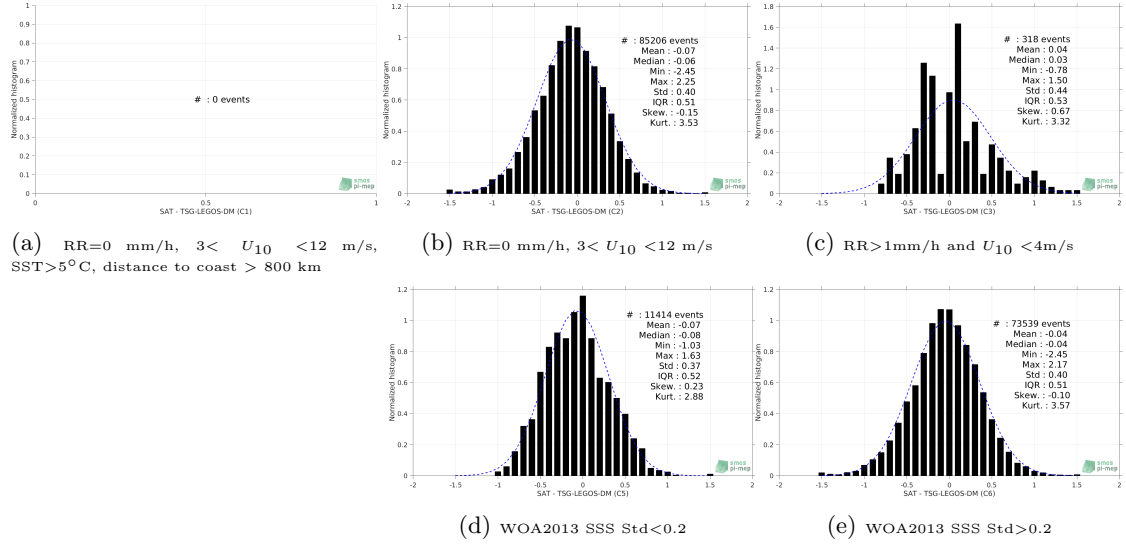 1
0.9
0.8
0.7
0.6
0.5
0.4
0.3
0.2
0.1
0
Normalized histogram
# : 0 events
0 0.5 1
SAT - TSG-LEGOS-DM (C1)
smos
pi-mep
(a) RR=0 mm/h, 3< U10 <12 m/s,
SST>5°C, distance to coast > 800 km
1.2
1
0.8
0.6
0.4
0.2
0
Normalized histogram
# : 85206 events
Mean : -0.07
Median : -0.06
Min : -2.45
Max : 2.25
Std : 0.40
IQR : 0.51
Skew. : -0.15
Kurt. : 3.53
-2 -1.5 -1 -0.5 0 0.5 1 1.5 2
SAT - TSG-LEGOS-DM (C2)
smos
pi-mep
(b) RR=0 mm/h, 3< U10 <12 m/s
1.8
1.6
1.4
1.2
1
0.8
0.6
0.4
0.2
0
Normalized histogram
# : 318 events
Mean : 0.04
Median : 0.03
Min : -0.78
Max : 1.50
Std : 0.44
IQR : 0.53
Skew. : 0.67
Kurt. : 3.32
-2 -1.5 -1 -0.5 0 0.5 1 1.5 2
SAT - TSG-LEGOS-DM (C3)
smos
pi-mep
(c) RR>1mm/h and U10 <4m/s
1.2
1
0.8
0.6
0.4
0.2
0
Normalized histogram
# : 11414 events
Mean : -0.07
Median : -0.08
Min : -1.03
Max : 1.63
Std : 0.37
IQR : 0.52
Skew. : 0.23
Kurt. : 2.88
-2 -1.5 -1 -0.5 0 0.5 1 1.5 2
SAT - TSG-LEGOS-DM (C5)
smos
pi-mep
(d) WOA2013 SSS Std<0.2
1.2
1
0.8
0.6
0.4
0.2
0
Normalized histogram
# : 73539 events
Mean : -0.04
Median : -0.04
Min : -2.45
Max : 2.17
Std : 0.40
IQR : 0.51
Skew. : -0.10
Kurt. : 3.57
-2 -1.5 -1 -0.5 0 0.5 1 1.5 2
SAT - TSG-LEGOS-DM (C6)
smos
pi-mep
(e) WOA2013 SSS Std>0.2